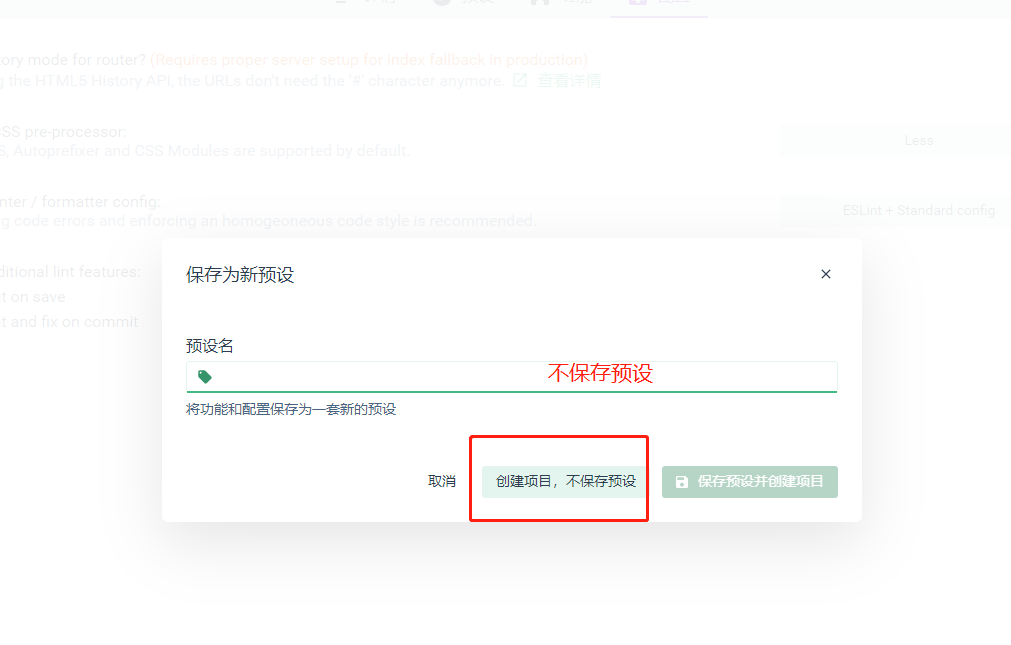 ory mode for router? (Requires proper server setup for index fallback in production)
g the HTML5 History API, the URLs don't need the '#' character anymore. 查看详情
SS pre-processor:
S, Autoprefixer and CSS Modules are supported by default.
Less
nter / formatter config:
g code errors and enforcing an homogeoneous code style is recommended.
ESLint + Standard config
ditional lint features:
t on save
t and fix on commit
保存为新预设
预设名
不保存预设
将功能和配置保存为一套新的预设
取消
创建项目，不保存预设
保存预设并创建项目